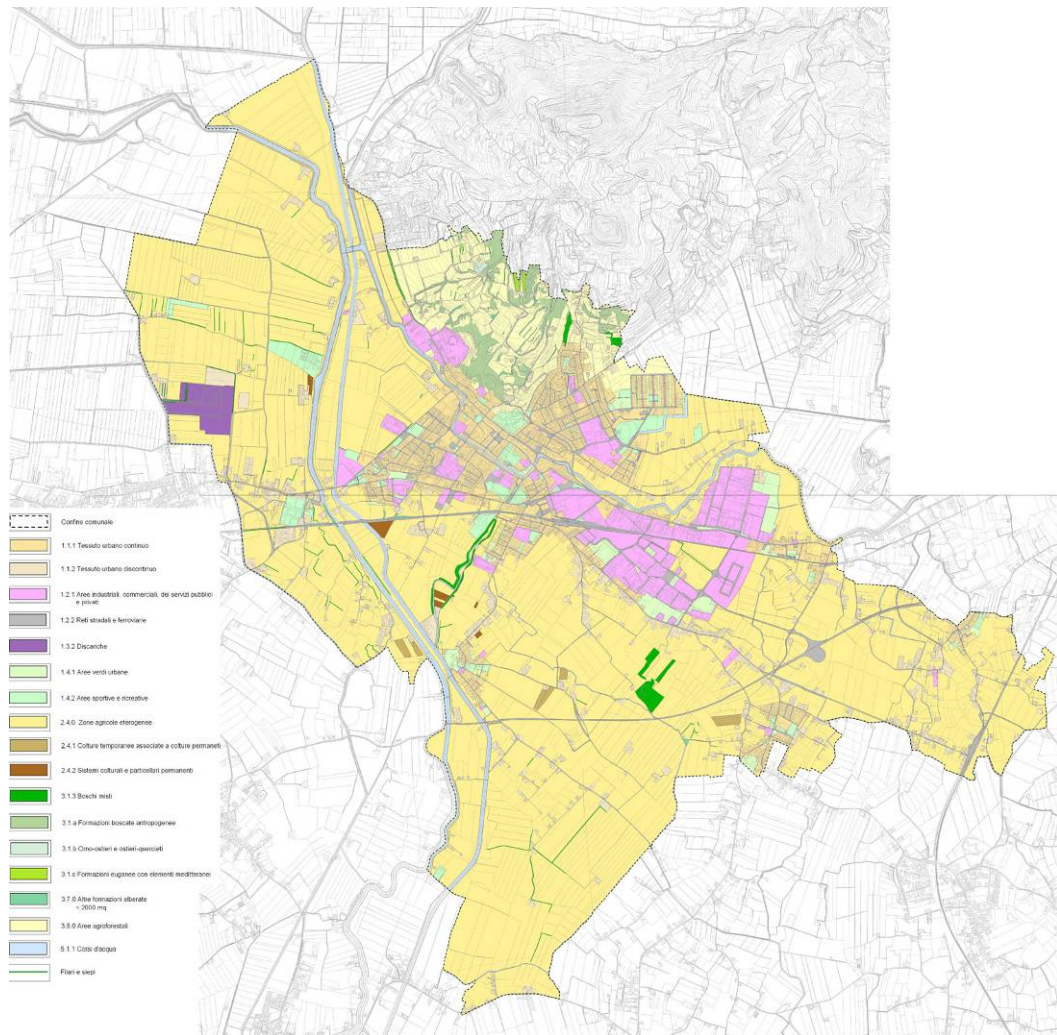 Confine comunale
1.1.1 Tessuto urbano continuo
1.1.2 Tessuto urbano discontinuo
1.2.1 Aree industriali, commerciali, dei servizi pubblici
e privati
1.2.2 Reti stradali e ferroviarie
1.3.2 Discariche
1.4.1 Aree verdi urbane
1.4.2 Aree sportive e ricreative
2.4.0 Zone agricole eterogenee
2.4.1 Colture temporanee associate a colture permaneti
2.4.2 Sistemi colturali e particellari permanenti
3.1.3 Boschi misti
3.1.a Formazioni boscate antropogenee
3.1.b Orno-ostrieti e ostrieti-querceti
3.1.c Formazioni euganee con elementi meditteranei
3.7.0 Altre formazioni alberate
< 2000 mq
3.8.0 Aree agroforestali
5.1.1 Corsi d'acqua
Filari e siepi